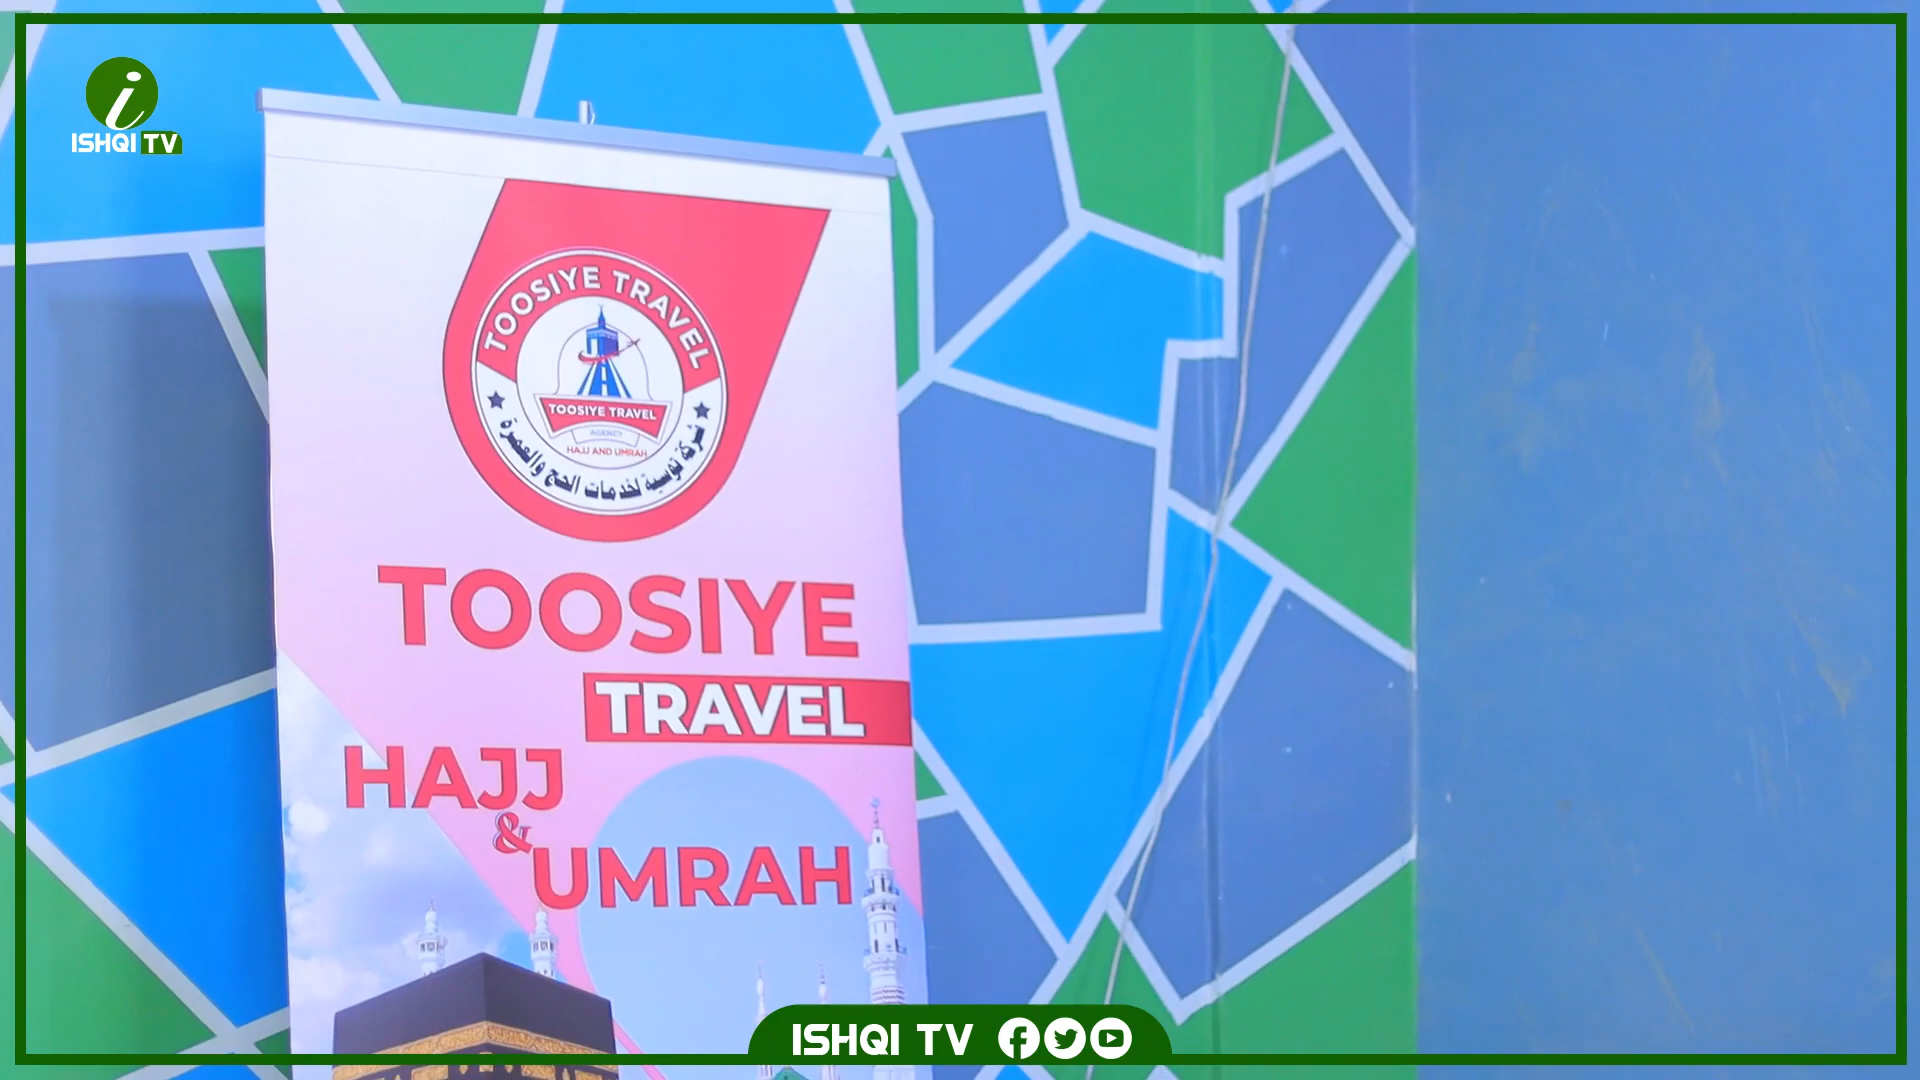 ISHQI TV
TOOSIYE TRAVEL
TOOSIYE TRAVEL
AGENCY
HAJJ AND UMRAH
شركة توسية لخدمات الحج والعمرة
TOOSIYE
TRAVEL
HAJJ
&
UMRAH
ISHQI TV